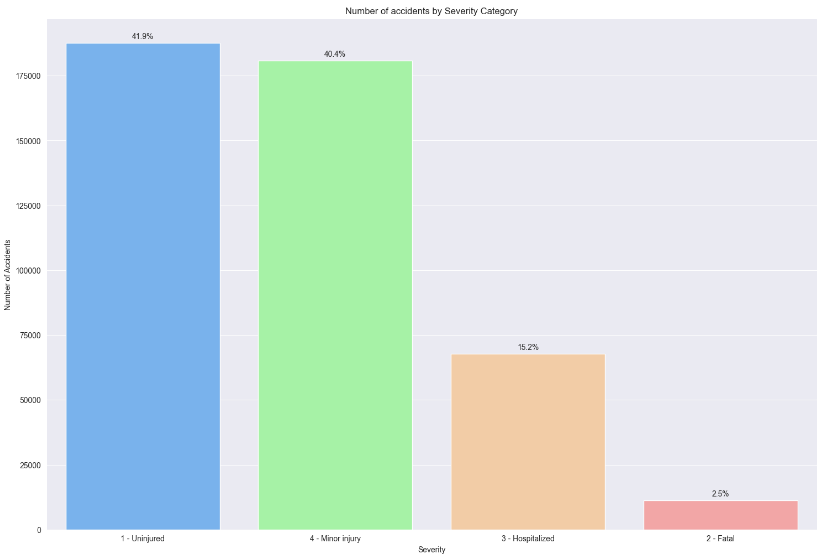 Number of accidents by Severity Category
41.9%
40.4%
175000
150000
125000
100000
Number of Accidents
75000
15.2%
50000
25000
2.5%
0
1 - Uninjured
4 - Minor injury
3 - Hospitalized
2 - Fatal
Severity